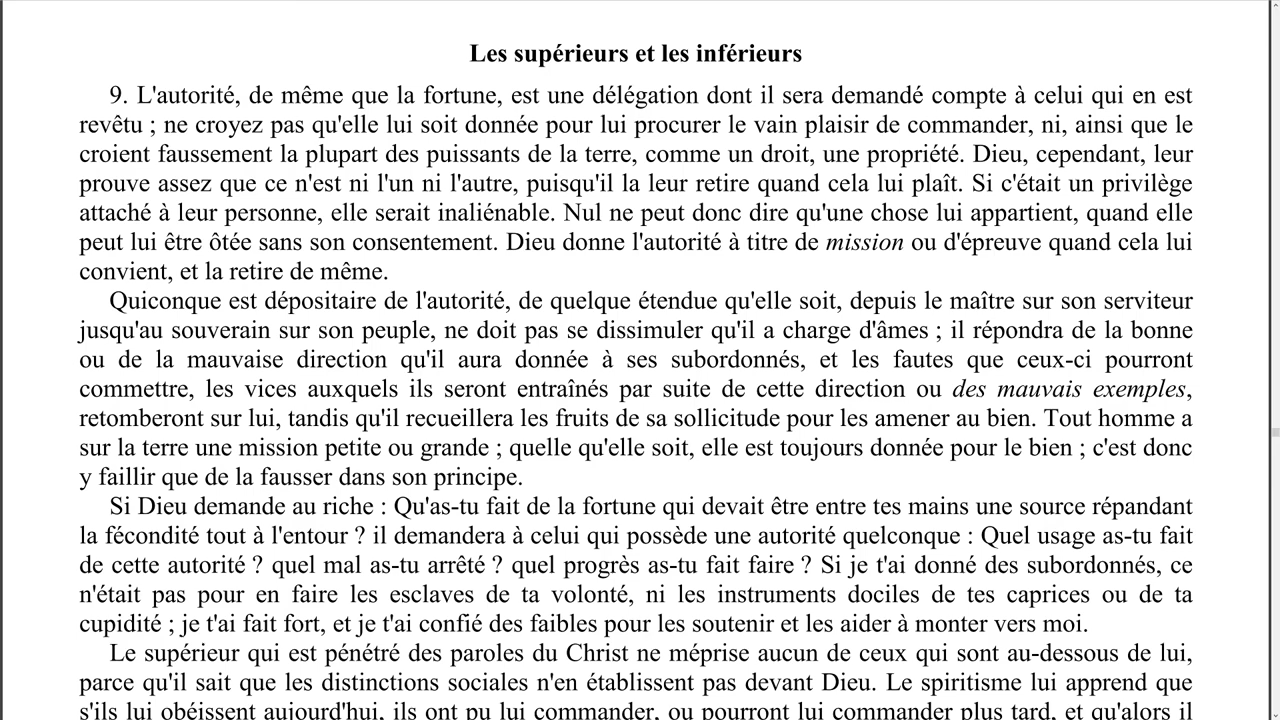 Les supérieurs et les inférieurs
9. L'autorité, de même que la fortune, est une délégation dont il sera demandé compte à celui qui en est
revêtu ; ne croyez pas qu'elle lui soit donnée pour lui procurer le vain plaisir de commander, ni, ainsi que le
croient faussement la plupart des puissants de la terre, comme un droit, une propriété. Dieu, cependant, leur
prouve assez que ce n'est ni l'un ni l'autre, puisqu'il la leur retire quand cela lui plaît. Si c'était un privilège
attaché à leur personne, elle serait inaliénable. Nul ne peut donc dire qu'une chose lui appartient, quand elle
peut lui être ôtée sans son consentement. Dieu donne l'autorité à titre de mission ou d'épreuve quand cela lui
convient, et la retire de même.
Quiconque est dépositaire de l'autorité, de quelque étendue qu'elle soit, depuis le maître sur son serviteur
jusqu'au souverain sur son peuple, ne doit pas se dissimuler qu'il a charge d'âmes ; il répondra de la bonne
ou de la mauvaise direction qu'il aura donnée à ses subordonnés, et les fautes que ceux-ci pourront
commettre, les vices auxquels ils seront entraînés par suite de cette direction ou des mauvais exemples,
retomberont sur lui, tandis qu'il recueillera les fruits de sa sollicitude pour les amener au bien. Tout homme a
sur la terre une mission petite ou grande ; quelle qu'elle soit, elle est toujours donnée pour le bien ; c'est donc
y faillir que de la fausser dans son principe.
Si Dieu demande au riche : Qu'as-tu fait de la fortune qui devait être entre tes mains une source répandant
la fécondité tout à l'entour ? il demandera à celui qui possède une autorité quelconque : Quel usage as-tu fait
de cette autorité ? quel mal as-tu arrêté ? quel progrès as-tu fait faire ? Si je t'ai donné des subordonnés, ce
n'était pas pour en faire les esclaves de ta volonté, ni les instruments dociles de tes caprices ou de ta
cupidité ; je t'ai fait fort, et je t'ai confié des faibles pour les soutenir et les aider à monter vers moi.
Le supérieur qui est pénétré des paroles du Christ ne méprise aucun de ceux qui sont au-dessous de lui,
parce qu'il sait que les distinctions sociales n'en établissent pas devant Dieu. Le spiritisme lui apprend que
s'ils lui obéissent aujourd'hui, ils ont pu lui commander, ou pourront lui commander plus tard, et qu'alors il